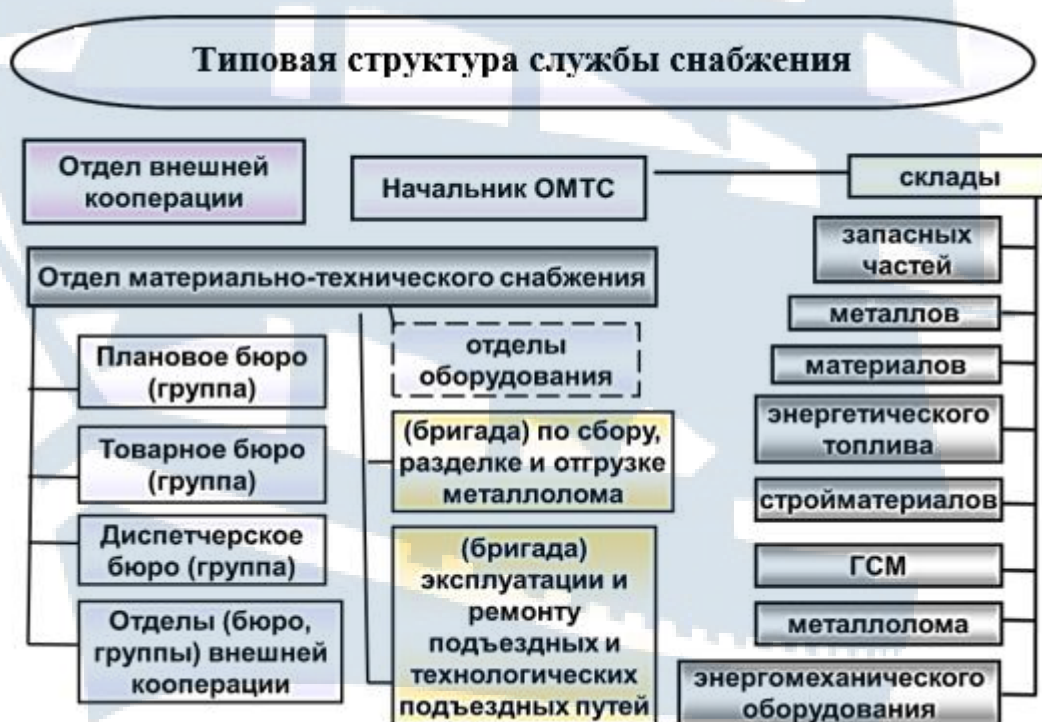 Типовая структура службы снабжения
Отдел внешней
кооперации
Начальник ОМТС
склады
Отдел материально-технического снабжения
Плановое бюро
(группа)
Товарное бюро
(группа)
Диспетчерское
бюро (группа)
Отделы (бюро,
группы) внешней
кооперации
отделы
оборудования
(бригада) по сбору,
разделке и отгрузке
металлолома
(бригада)
эксплуатации и
ремонту
подъездных и
технологических
подъездных путей
запасных
частей
металлов
материалов
энергетического
топлива
стройматериалов
ГСМ
металлолома
энергомеханического
оборудования